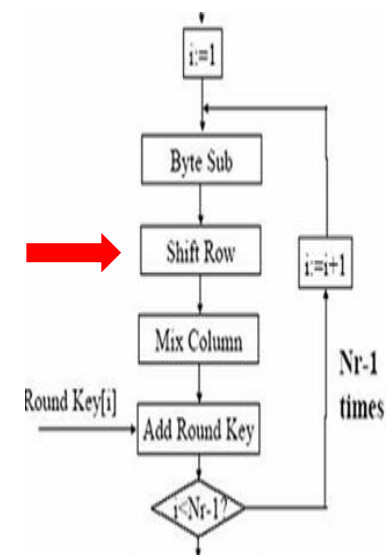 i:=1
Byte Sub
Shift Row
i:=i+1
Mix Column
Nr-1
times
Round Key[i]
Add Round Key
i<Nr-1?